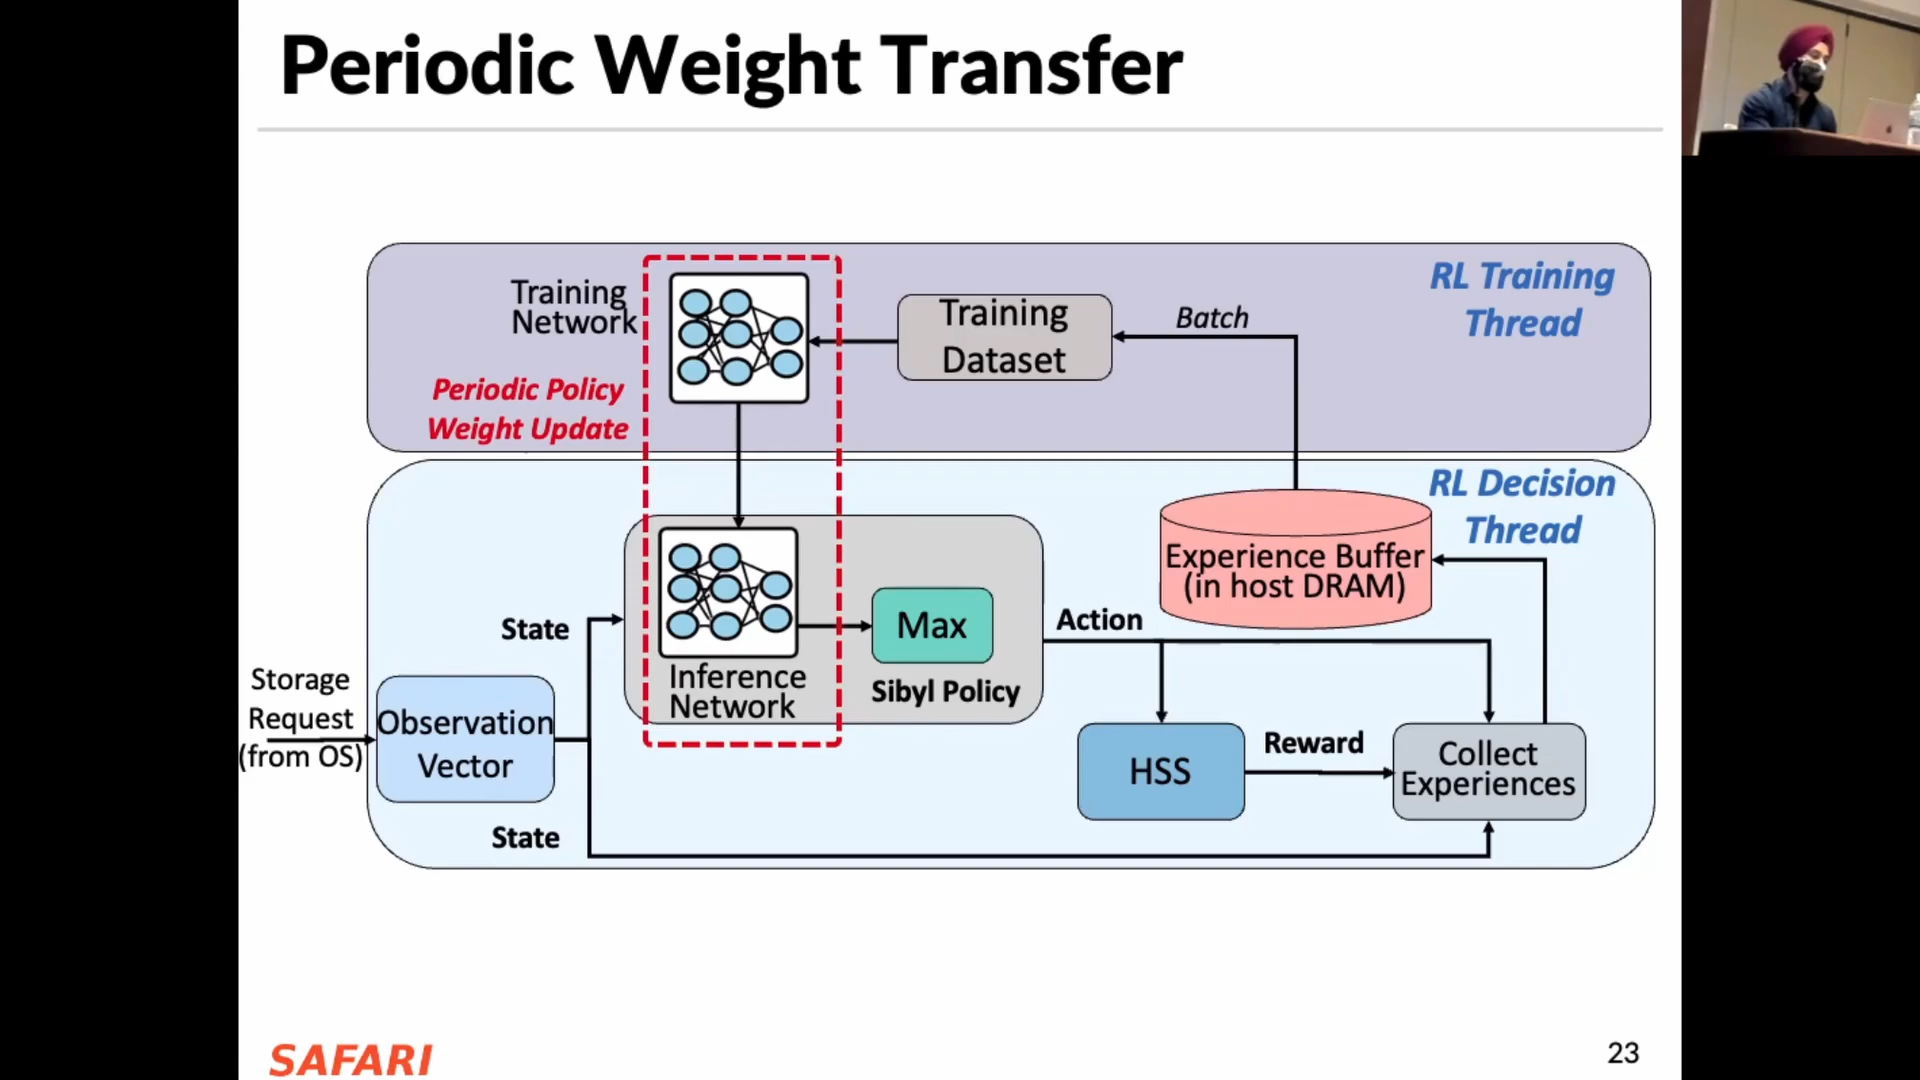 Periodic Weight Transfer
Training
Network
Periodic Policy
Weight Update
Training
Dataset
Batch
RL Training
Thread
RL Decision
Thread
Experience Buffer
(in host DRAM)
State
Storage
Request
(from OS)
Observation
Vector
Inference
Network
Max
Sibyl Policy
Action
HSS
Reward
Collect
Experiences
State
SAFARI
23